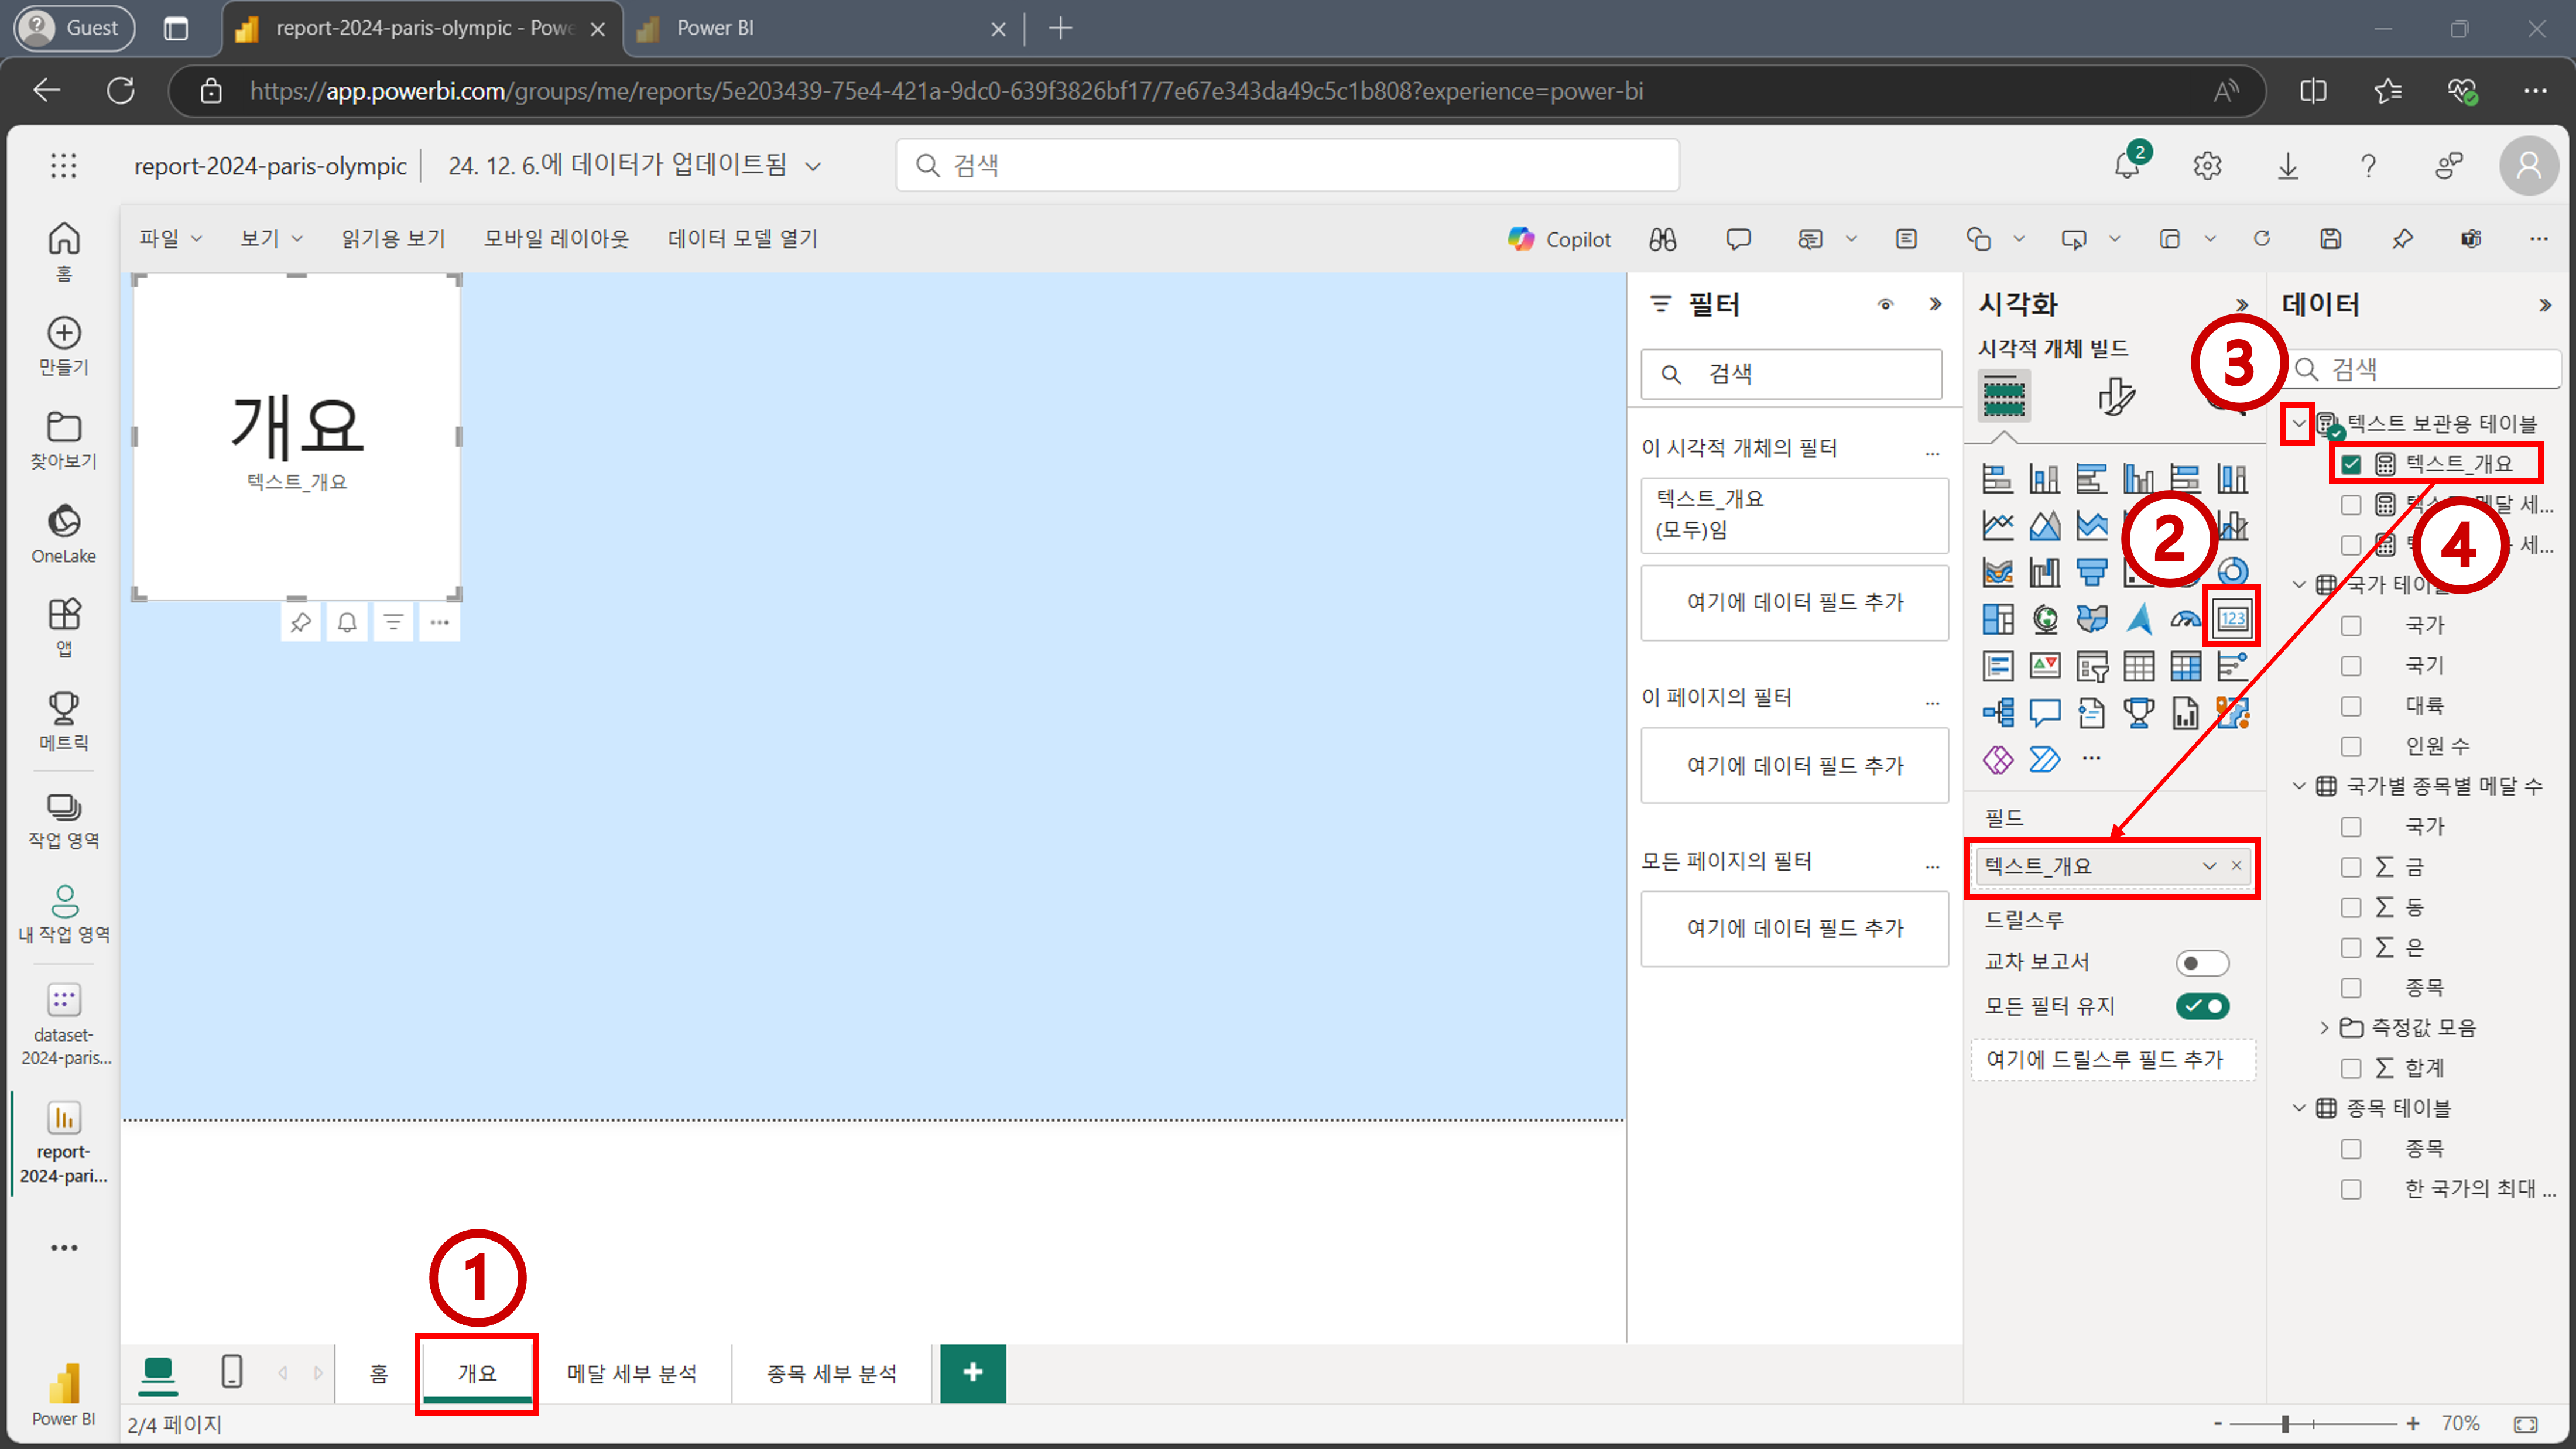 Guest
report-2024-paris-olympic - Powe
Power BI
https://app.powerbi.com/groups/me/reports/5e203439-75e4-421a-9dc0-639f3826bf17/7e67e343da49c5c1b808?experience=power-bi
report-2024-paris-olympic
24. 12. 6.에 데이터가 업데이트됨
검색
2
파일
보기
읽기용 보기
모바일 레이아웃
데이터 모델 열기
Copilot
홈
만들기
찾아보기
OneLake
앱
메트릭
작업 영역
내 작업 영역
dataset-
2024-paris...
report-
2024-pari...
Power BI
개요
텍스트_개요
필터
검색
이 시각적 개체의 필터
...
텍스트_개요
(모두)임
여기에 데이터 필드 추가
이 페이지의 필터
...
여기에 데이터 필드 추가
모든 페이지의 필터
...
여기에 데이터 필드 추가
시각화
시각적 개체 빌드
123
...
필드
텍스트_개요
드릴스루
교차 보고서
모든 필터 유지
여기에 드릴스루 필드 추가
데이터
검색
텍스트 보관용 테이블
텍스트_개요
메달 세...
세...
국가 테이블
국가
국기
대륙
인원 수
국가별 종목별 메달 수
국가
금
동
은
종목
측정값 모음
합계
종목 테이블
종목
한 국가의 최대 ...
①
②
③
④
홈
개요
메달 세부 분석
종목 세부 분석
+
2/4 페이지
- + 70%